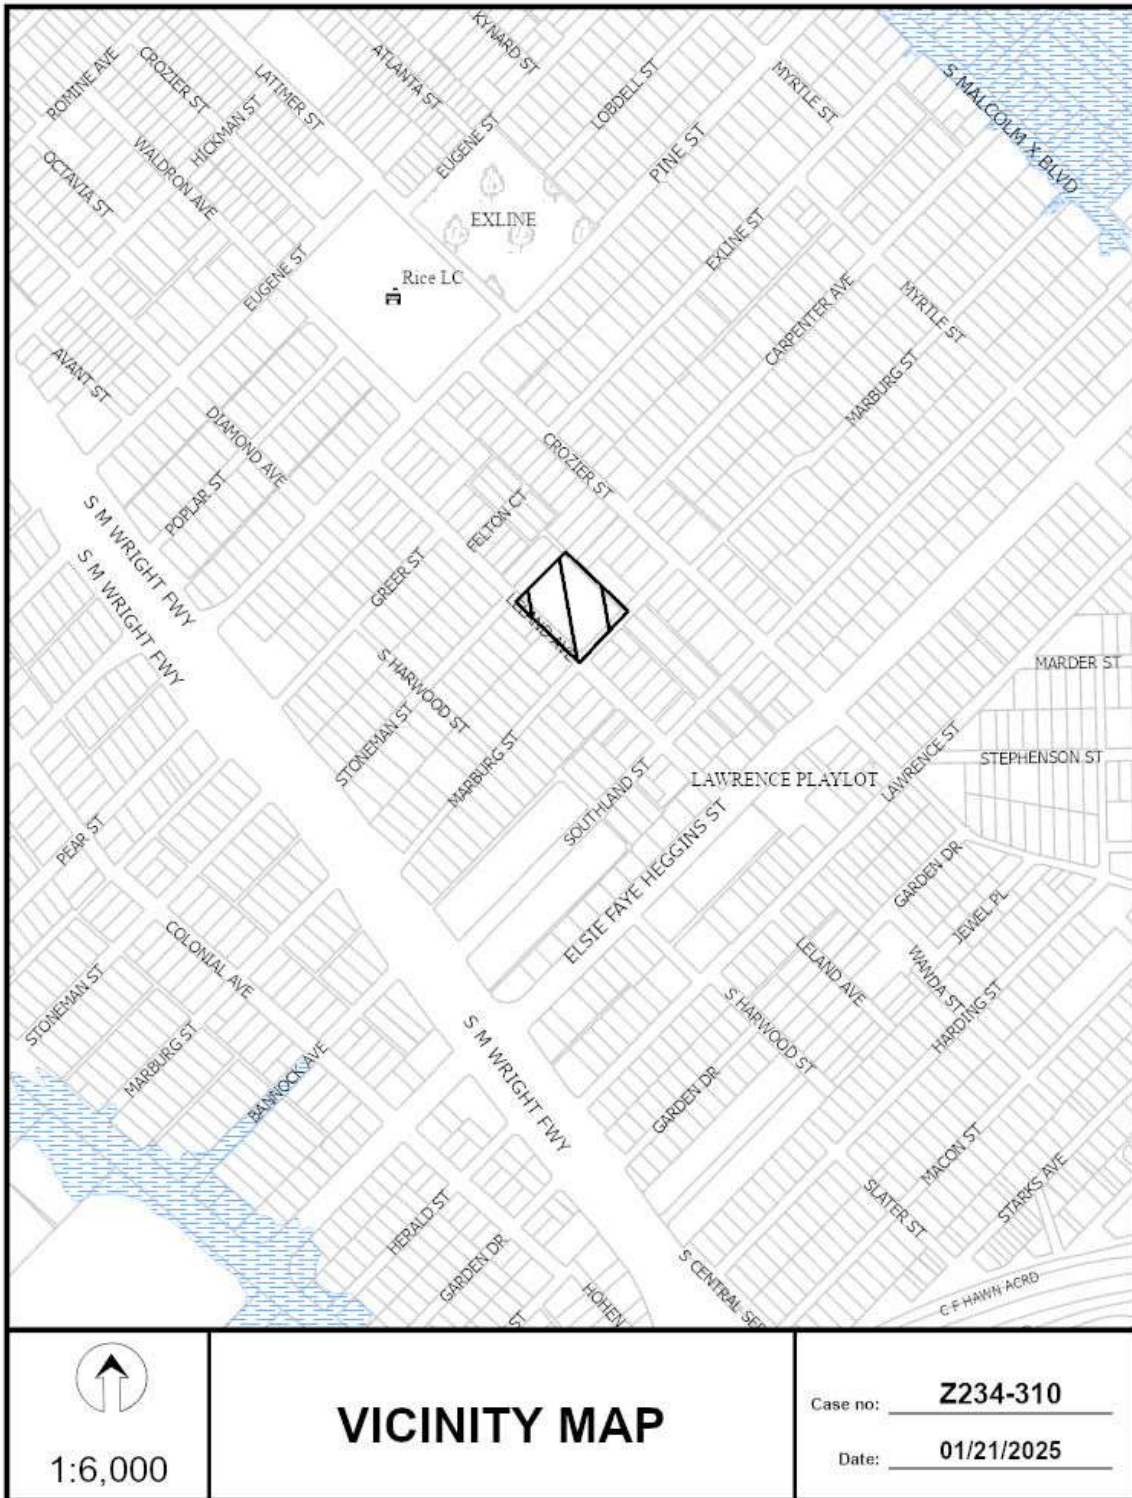 KYNARD ST
ROMINE AVE
CROZIER ST
LATIMER ST
ATLANTA ST
LOBDELL ST
MYRTLE ST
S MALCOLM X BLVD
HICKMAN ST
EUGENE ST
OCTAVIA ST
WALDRON AVE
PINE ST
EXLINE
EXLINE ST
EUGENE ST
Rice LC
CARPENTER AVE
MYRTLE ST
AVANT ST
MARBURG ST
DIAMOND AVE
CROZIER ST
POPLAR ST
FELTON CT
S M WRIGHT FWY
S M WRIGHT FWY
GREER ST
LELAND AVE
S HARWOOD ST
MARDER ST
STONEMAN ST
MARBURG ST
SOUTHLAND ST
LAWRENCE PLAYLOT
LAWRENCE ST
STEPHENSON ST
PEAR ST
ELSIE FAYE HEGGINS ST
GARDEN DR
JEWEL PL
COLONIAL AVE
LELAND AVE
WANDA ST
STONEMAN ST
HARDING ST
MARBURG ST
S HARWOOD ST
BANNOCK AVE
S M WRIGHT FWY
GARDEN DR
MACON ST
HERALD ST
SLATER ST
STARKS AVE
GARDEN DR
HOHEN
ST
S CENTRAL SER
C F HAWN ACRD
1:6,000
VICINITY MAP
Case no: Z234-310
Date: 01/21/2025